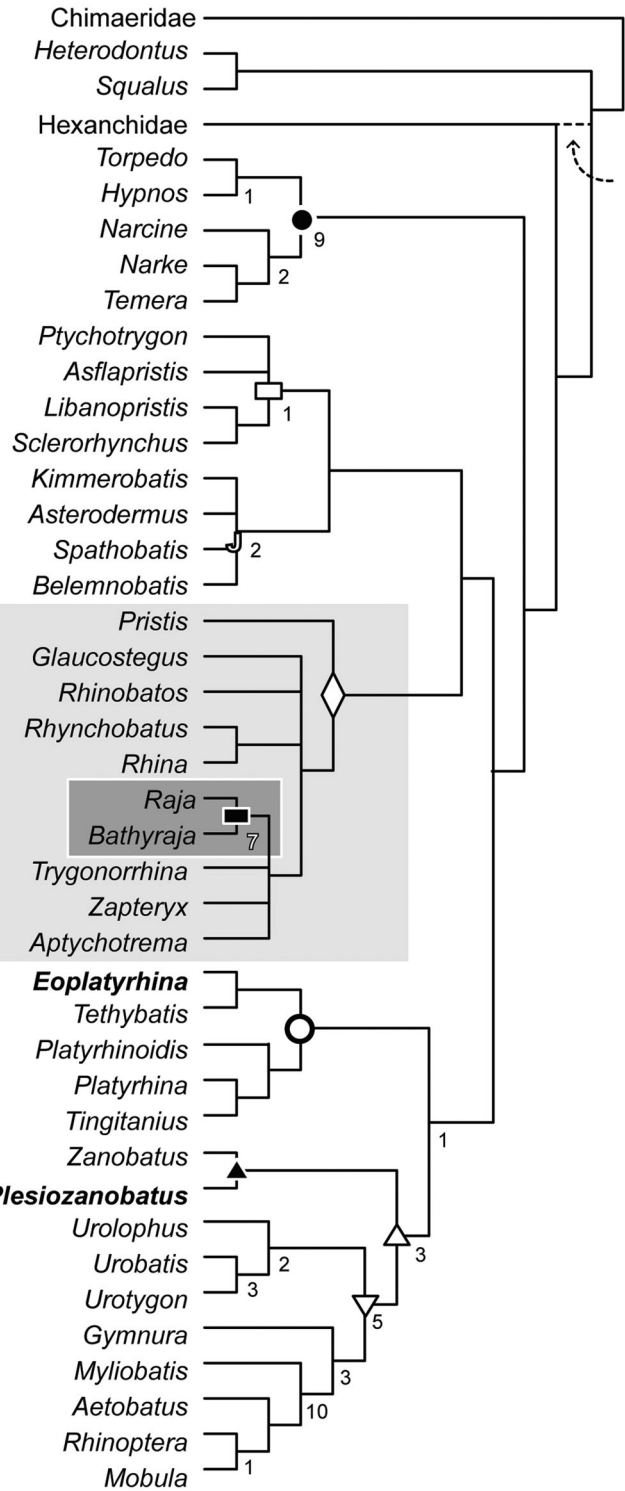 Chimaeridae
Heterodontus
Squalus
Hexanchidae
Torpedo
Hypnos
1
9
Narcine
Narke
2
Temera
Ptychotrygon
Asflapristis
Libanopristis
1
Sclerorhynchus
Kimmerobatis
Asterodermus
Spathobatis
J
2
Belemnobatis
Pristis
Glaucostegus
Rhinobatos
Rhynchobatus
Rhina
Raja
Bathyraja
7
Trygonorrhina
Zapteryx
Aptychotrema
Eoplatyrhina
Tethybatis
Platyrhinoidis
Platyrhina
Tingitanius
1
Zanobatus
Plesiozanobatus
Urolophus
3
Urobatis
2
Urotygon
3
5
Gymnura
Myliobatis
3
Aetobatus
10
Rhinoptera
Mobula
1